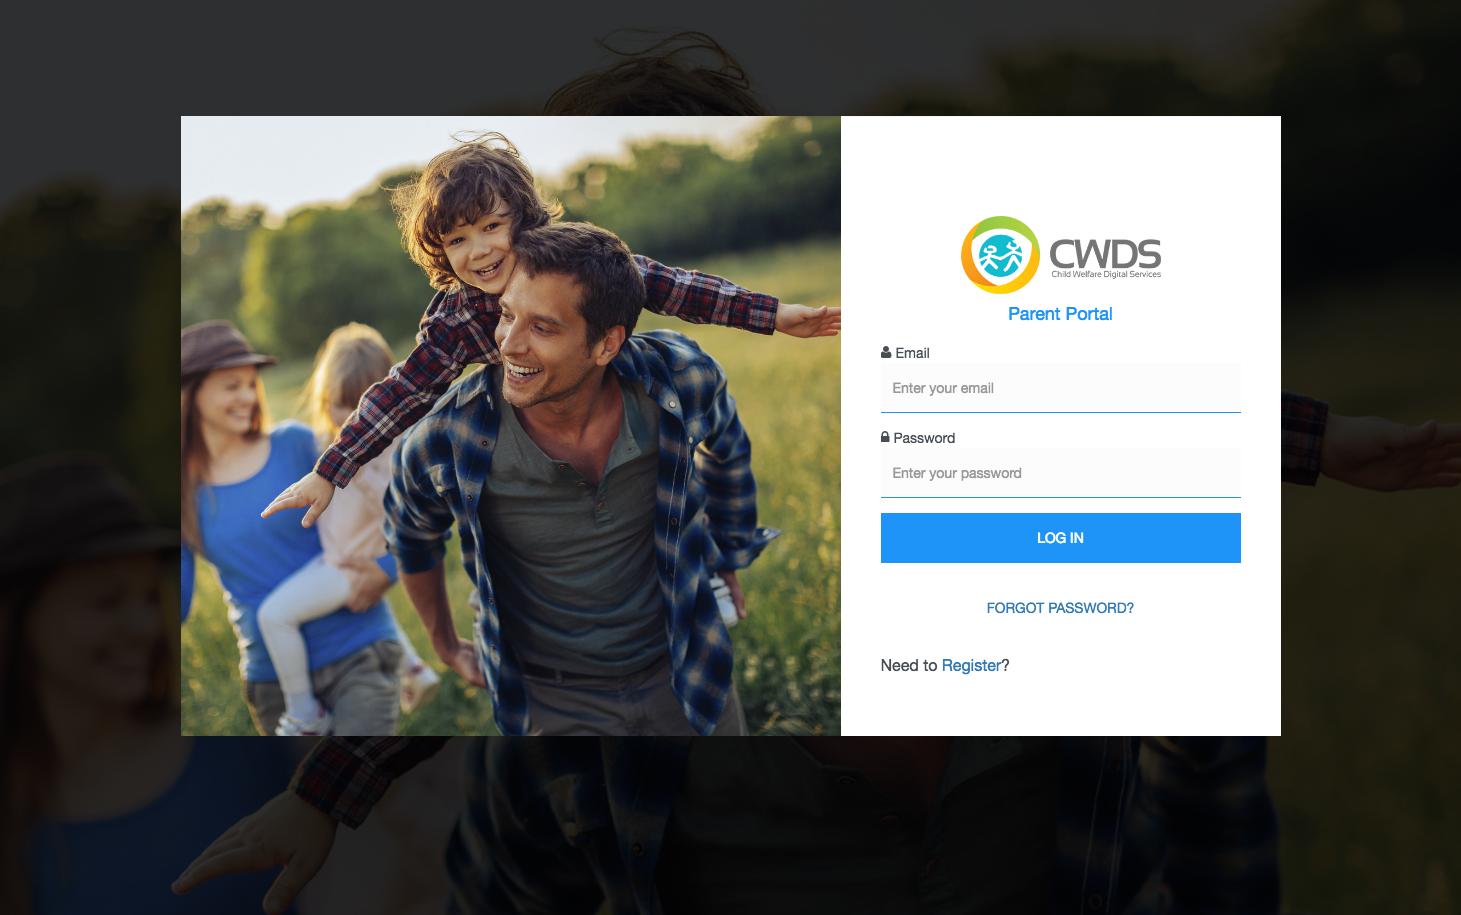 CWDS
Child Welfare Digital Services
Parent Portal
Email
Enter your email
Password
Enter your password
LOG IN
FORGOT PASSWORD?
Need to Register?